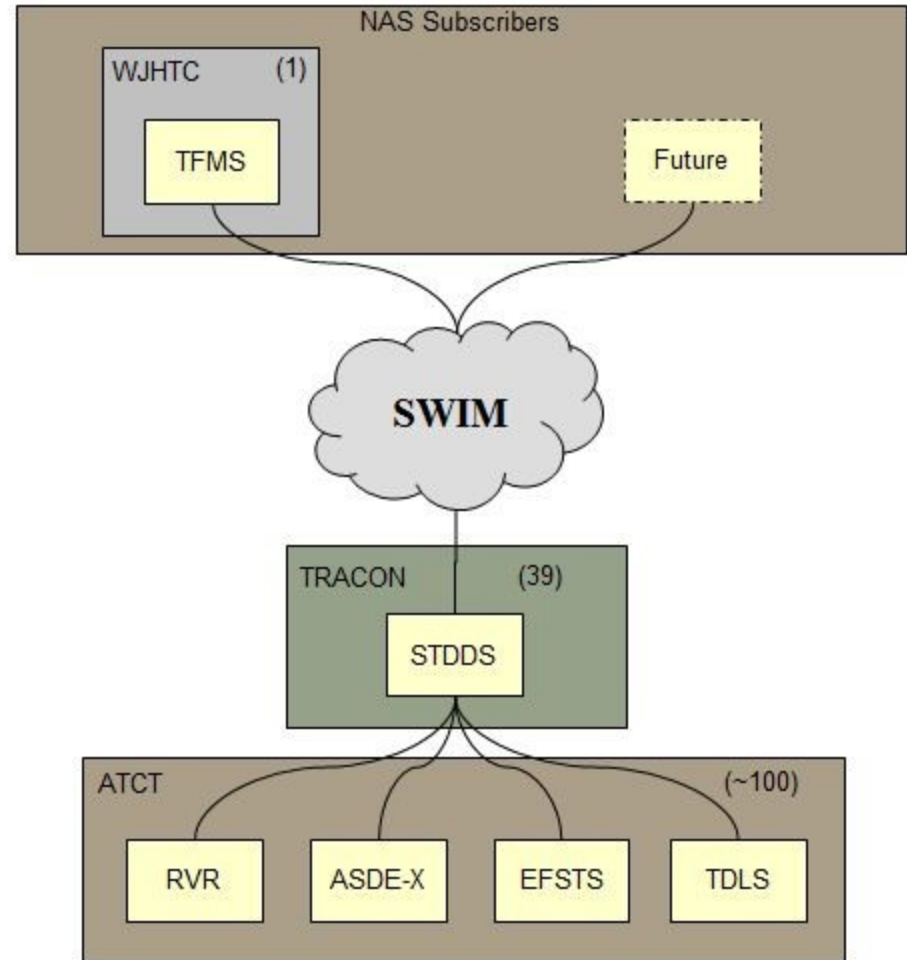 NAS Subscribers
WJHTC (1)
TFMS
Future
SWIM
TRACON (39)
STDDS
ATCT (~100)
RVR ASDE-X EFSTS TDLS